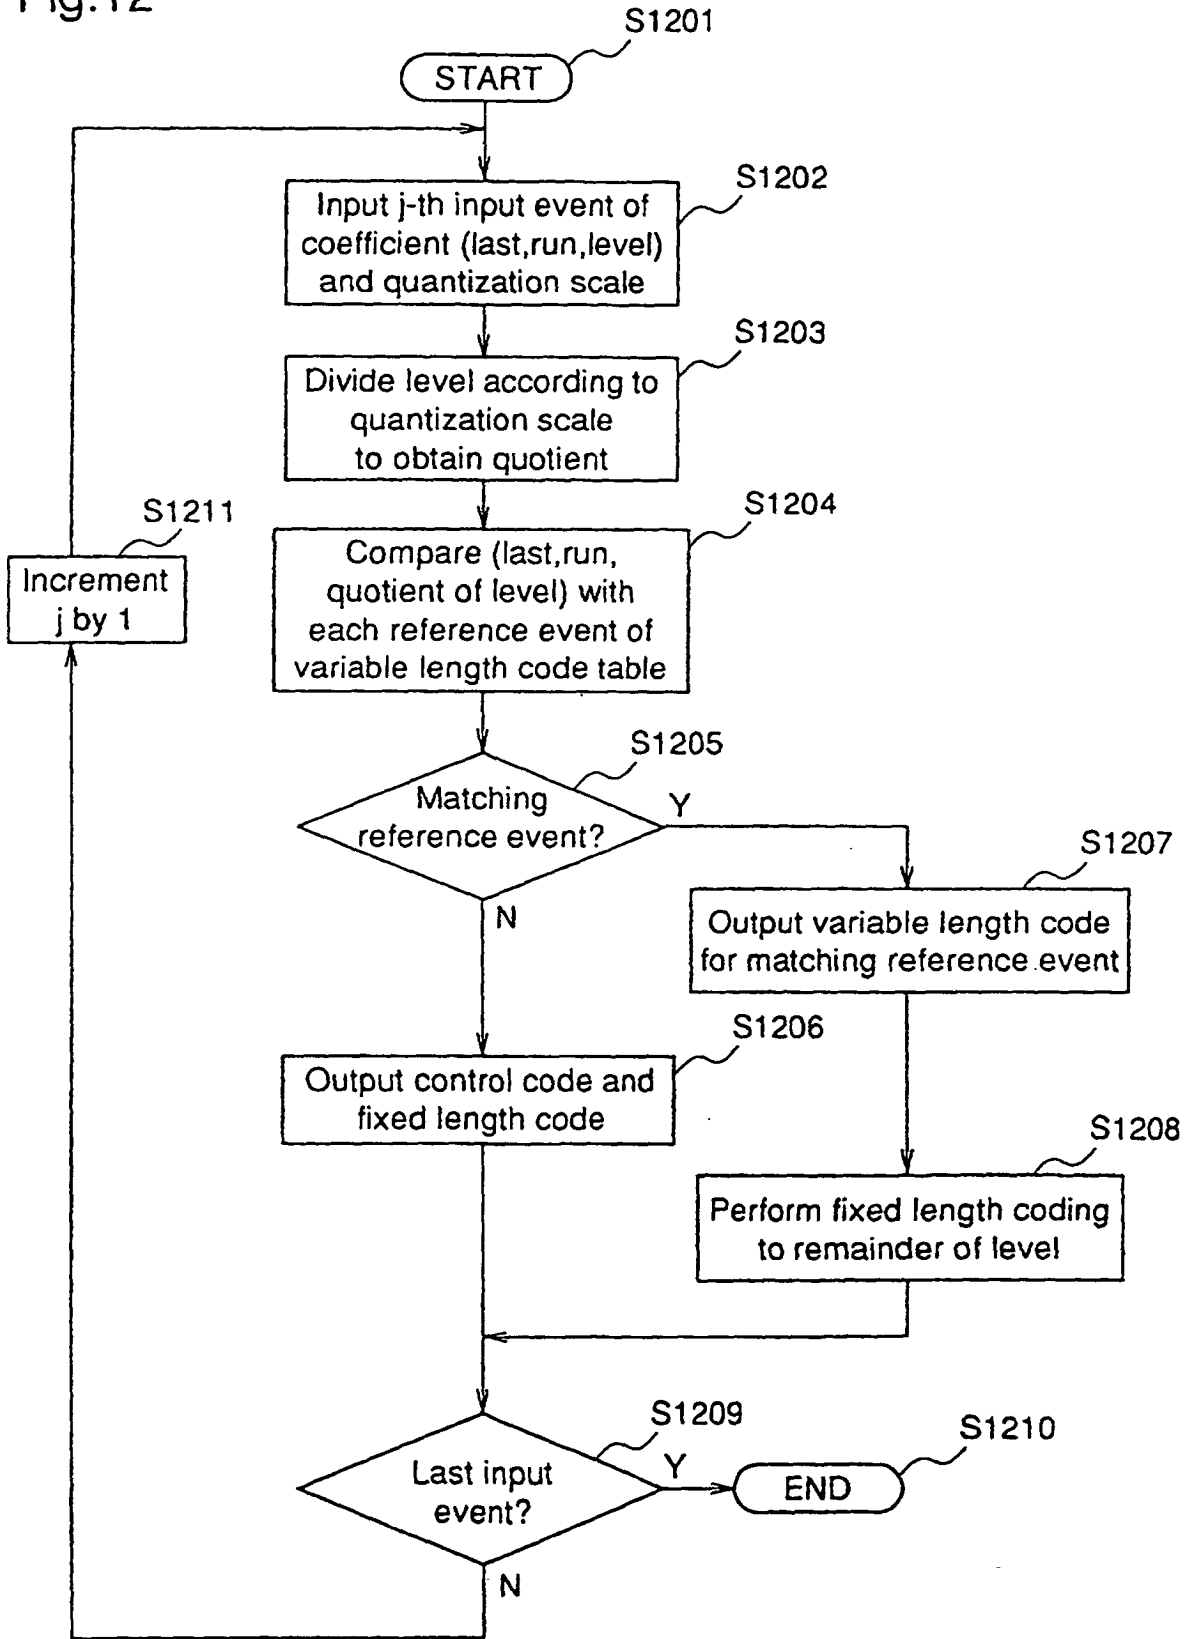 Fig.12
S1201
START
S1202
Input j-th input event of
coefficient (last,run,level)
and quantization scale
S1203
Divide level according to
quantization scale
to obtain quotient
S1204
Compare (last,run,
quotient of level) with
each reference event of
variable length code table
S1211
Increment
j by 1
S1205
Matching
reference event?
Y
N
S1207
Output variable length code
for matching reference event
S1206
Output control code and
fixed length code
S1208
Perform fixed length coding
to remainder of level
S1209
Last input
event?
Y
N
S1210
END